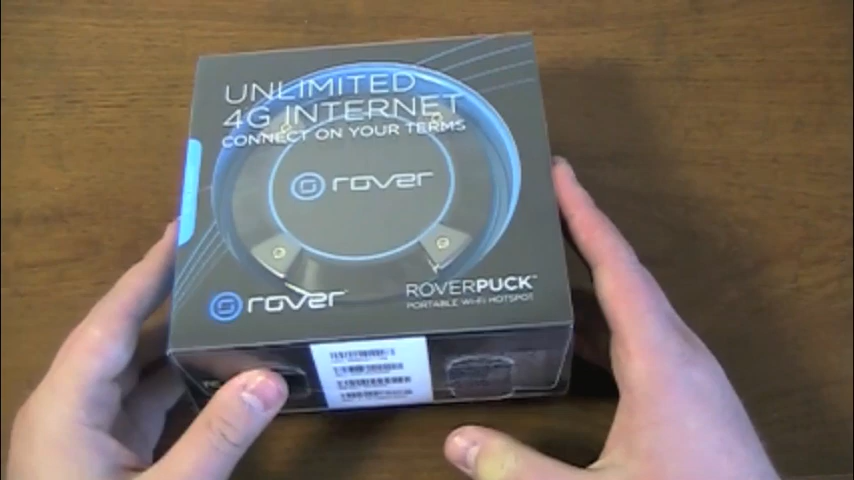 UNLIMITED
4G INTERNET
CONNECT ON YOUR TERMS
rover
rover
ROVERPUCK™
PORTABLE WI-FI HOTSPOT